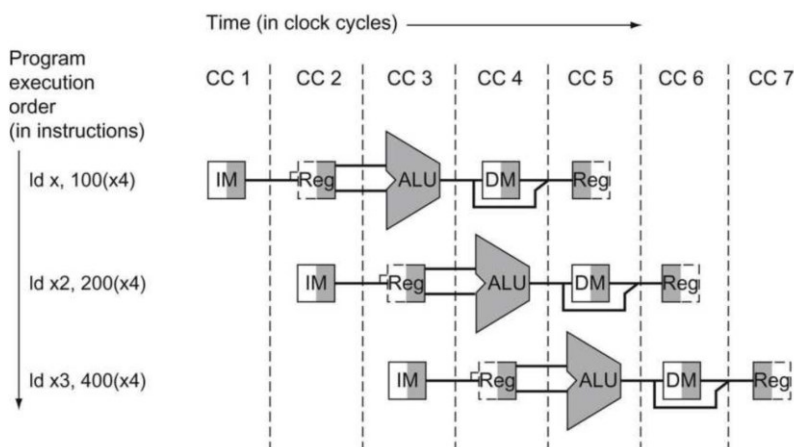 Time (in clock cycles)
Program
execution
order
(in instructions)
CC 1 CC 2 CC 3 CC 4 CC 5 CC 6 CC 7
ld x, 100(x4)
IM Reg ALU DM Reg
ld x2, 200(x4)
IM Reg ALU DM Reg
ld x3, 400(x4)
IM Reg ALU DM Reg